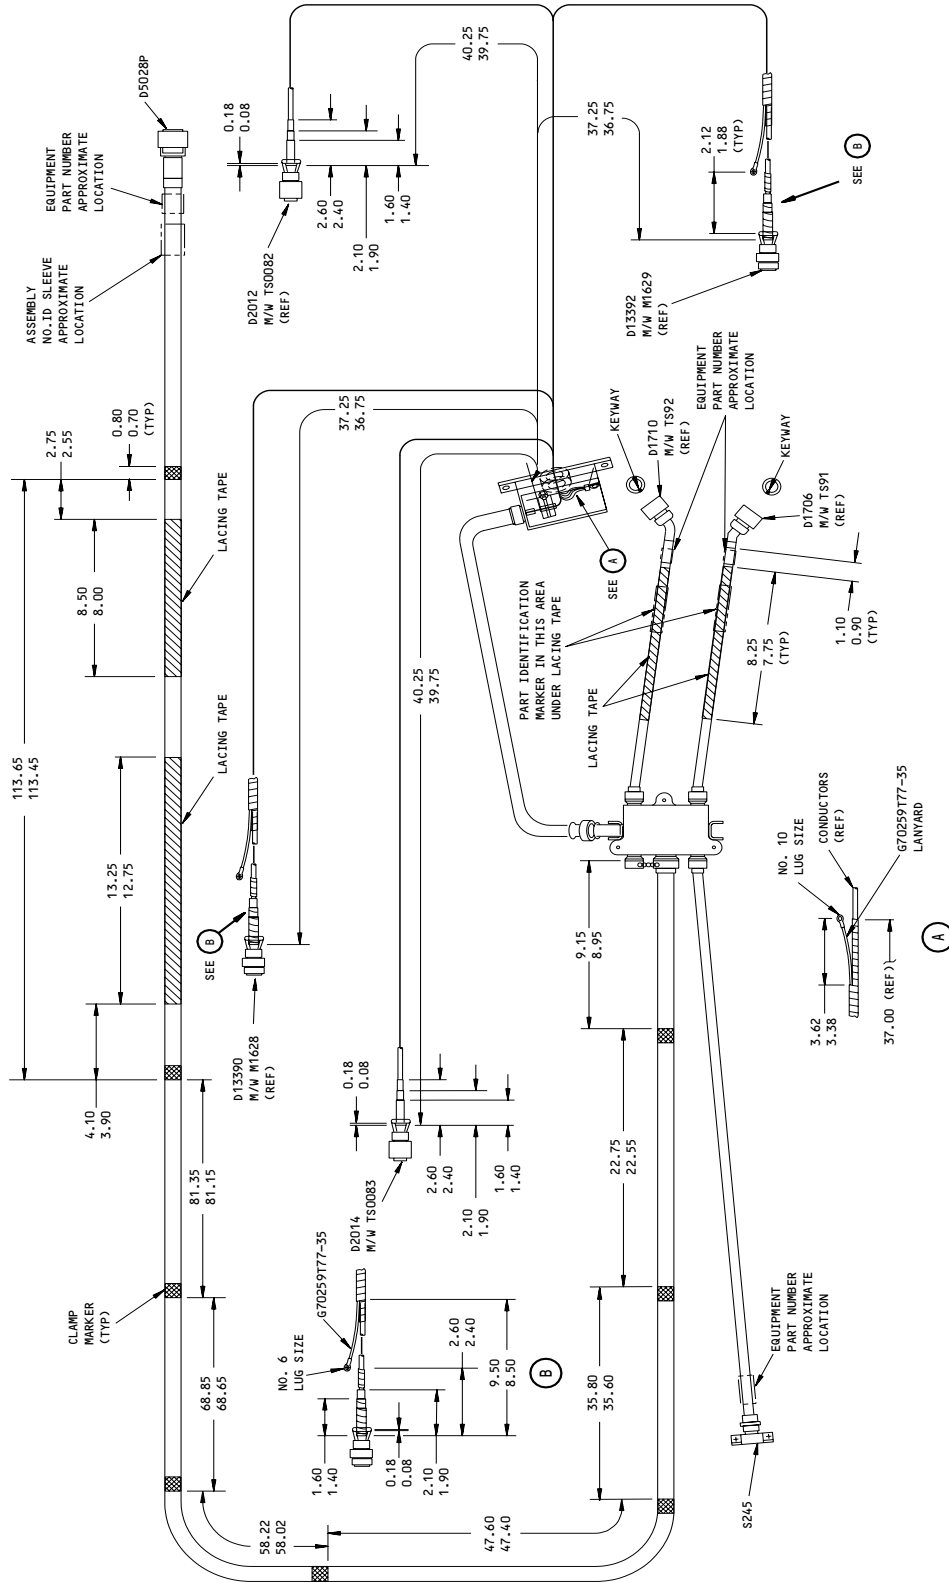 EQUIPMENT
PART NUMBER
APPROXIMATE
LOCATION
D5028P
ASSEMBLY
NO.ID SLEEVE
APPROXIMATE
LOCATION
0.18
0.08
2.60
2.40
2.10
1.90
1.60
1.40
40.25
39.75
D2012
M/W TS0082
(REF)
37.25
36.75
2.12
1.88
(TYP)
SEE B
D13392
M/W M1629
(REF)
0.80
0.70
(TYP)
2.75
2.55
LACING TAPE
8.50
8.00
113.65
113.45
LACING TAPE
13.25
12.75
4.10
3.90
81.35
81.15
CLAMP
MARKER
(TYP)
68.85
68.65
58.22
58.02
47.60
47.40
37.25
36.75
SEE B
D13390
M/W M1628
(REF)
40.25
39.75
0.18
0.08
2.60
2.40
2.10
1.90
1.60
1.40
D2014
M/W TS0083
KEYWAY
D1710
M/W TS92
(REF)
EQUIPMENT
PART NUMBER
APPROXIMATE
LOCATION
KEYWAY
D1706
M/W TS91
(REF)
SEE A
PART IDENTIFICATION
MARKER IN THIS AREA
UNDER LACING TAPE
LACING TAPE
8.25
7.75
(TYP)
1.10
0.90
(TYP)
9.15
8.95
22.75
22.55
35.80
35.60
NO. 10
LUG SIZE
CONDUCTORS
(REF)
G70259T77-35
LANYARD
3.62
3.38
37.00 (REF)
A
NO. 6
LUG SIZE
G70259T77-35
1.60
1.40
0.18
0.08
2.10
1.90
2.60
2.40
9.50
8.50
B
EQUIPMENT
PART NUMBER
APPROXIMATE
LOCATION
S245